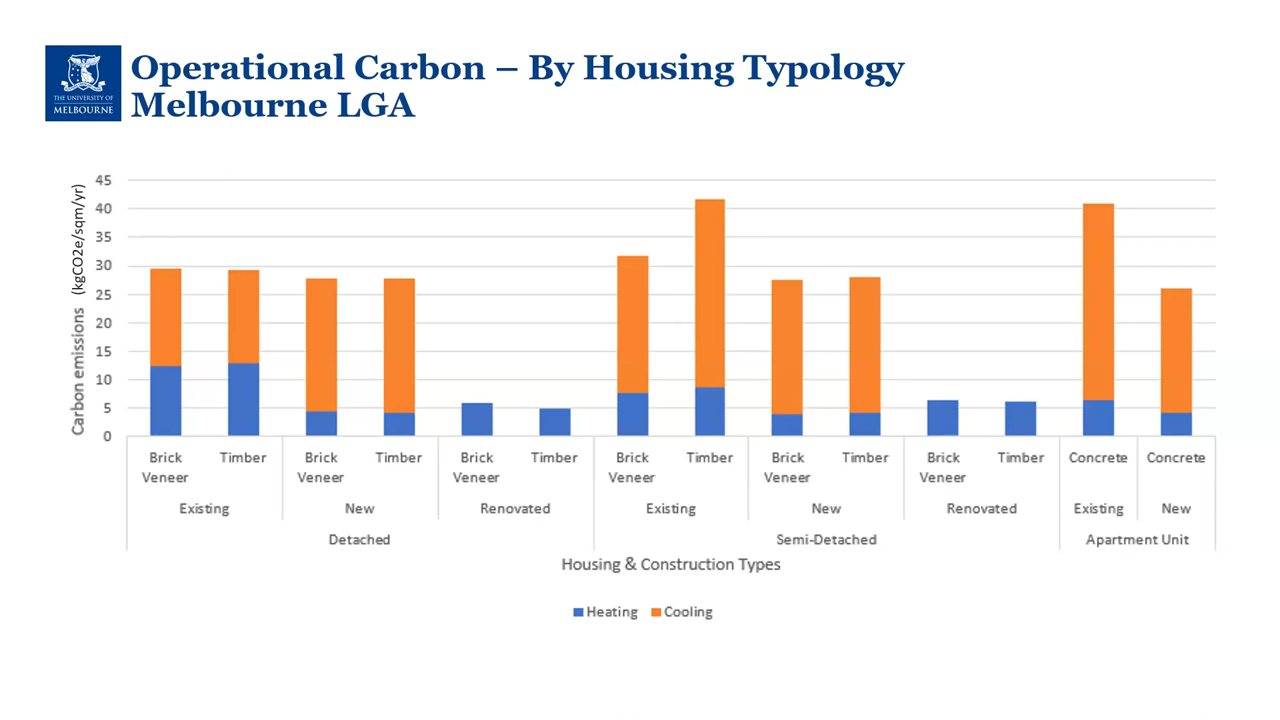 Operational Carbon – By Housing Typology
Melbourne LGA
THE UNIVERSITY OF
MELBOURNE
Carbon emissions (kgCO2e/sqm/yr)
45
40
35
30
25
20
15
10
5
0
Brick Veneer
Timber
Brick Veneer
Timber
Brick Veneer
Timber
Brick Veneer
Timber
Brick Veneer
Timber
Brick Veneer
Timber
Concrete
Concrete
Existing
New
Renovated
Existing
New
Renovated
Existing
New
Detached
Semi-Detached
Apartment Unit
Housing & Construction Types
Heating
Cooling